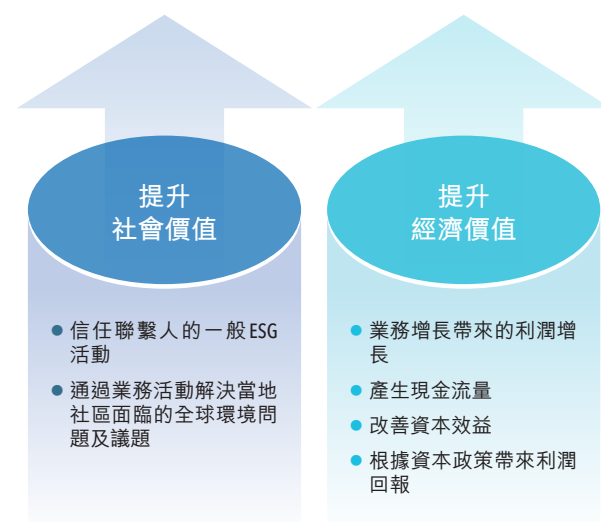 提升
社會價值
● 信任聯繫人的一般ESG
活動
● 通過業務活動解決當地
社區面臨的全球環境問
題及議題
提升
經濟價值
● 業務增長帶來的利潤增
長
● 產生現金流量
● 改善資本效益
● 根據資本政策帶來利潤
回報